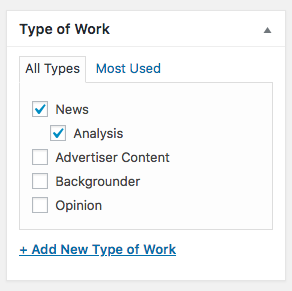 Type of Work
All Types Most Used
News
Analysis
Advertiser Content
Backgrounder
Opinion
+ Add New Type of Work